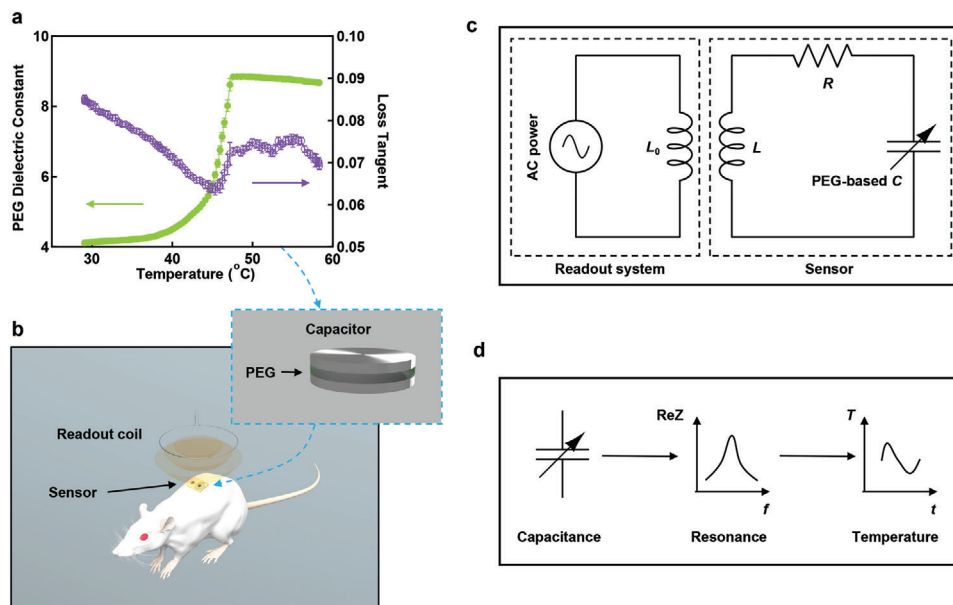 a
10
8
6
4
PEG Dielectric Constant
0.10
0.09
0.08
0.07
0.06
0.05
Loss Tangent
30
40
50
60
Temperature (°C)
b
Capacitor
PEG
Readout coil
Sensor
c
AC power
L₀
L
R
PEG-based C
Readout system
Sensor
d
Capacitance
ReZ
f
Resonance
T
t
Temperature